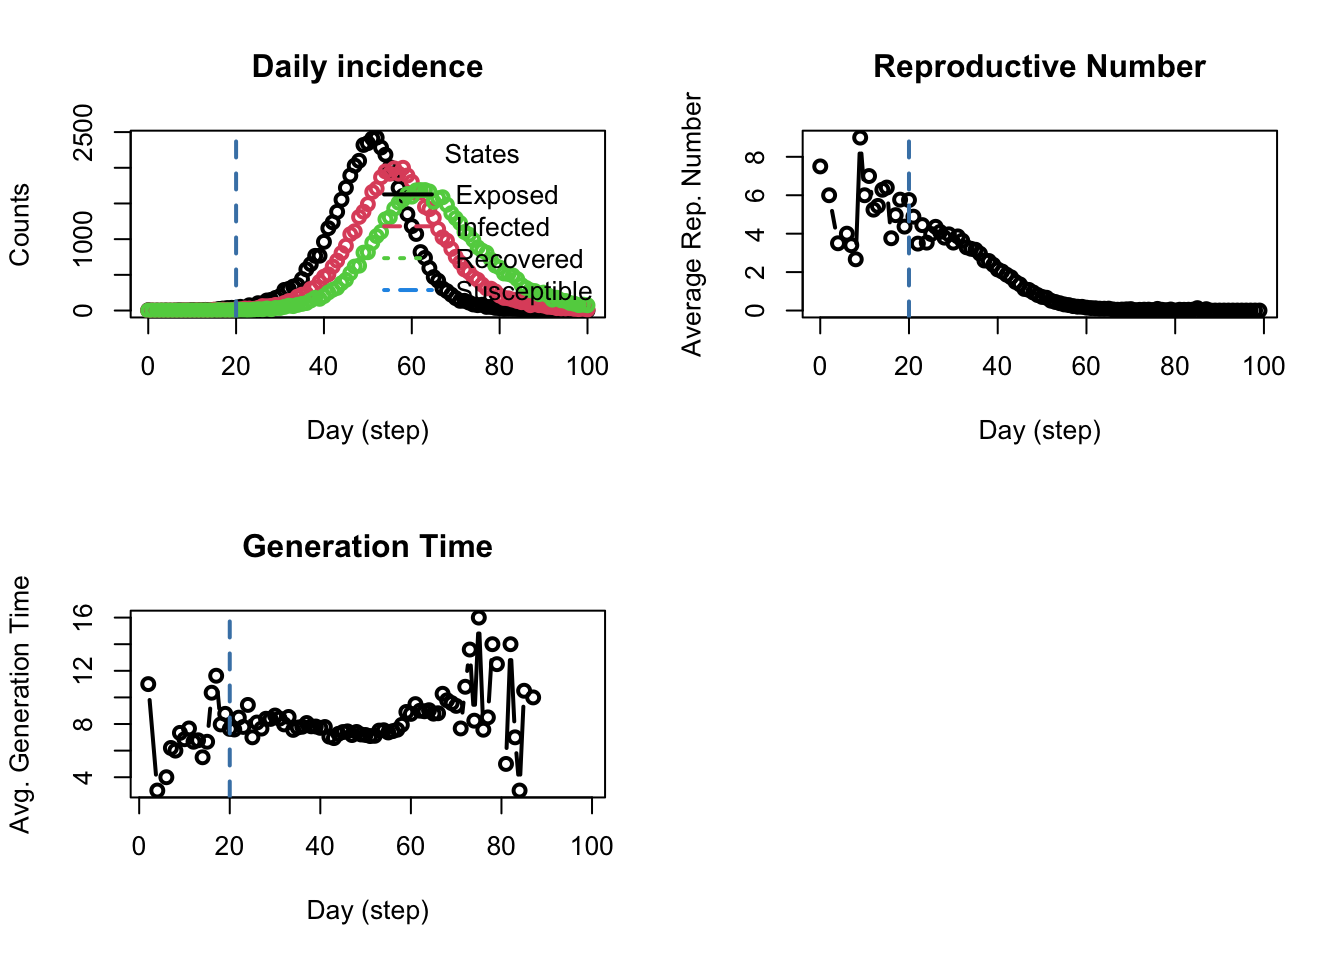 Daily incidence
Counts
2500
1000
0
States
Exposed
Infected
Recovered
Susceptible
0 20 40 60 80 100
Day (step)
Reproductive Number
Average Rep. Number
8
6
4
2
0
0 20 40 60 80 100
Day (step)
Generation Time
Avg. Generation Time
16
12
8
4
0 20 40 60 80 100
Day (step)